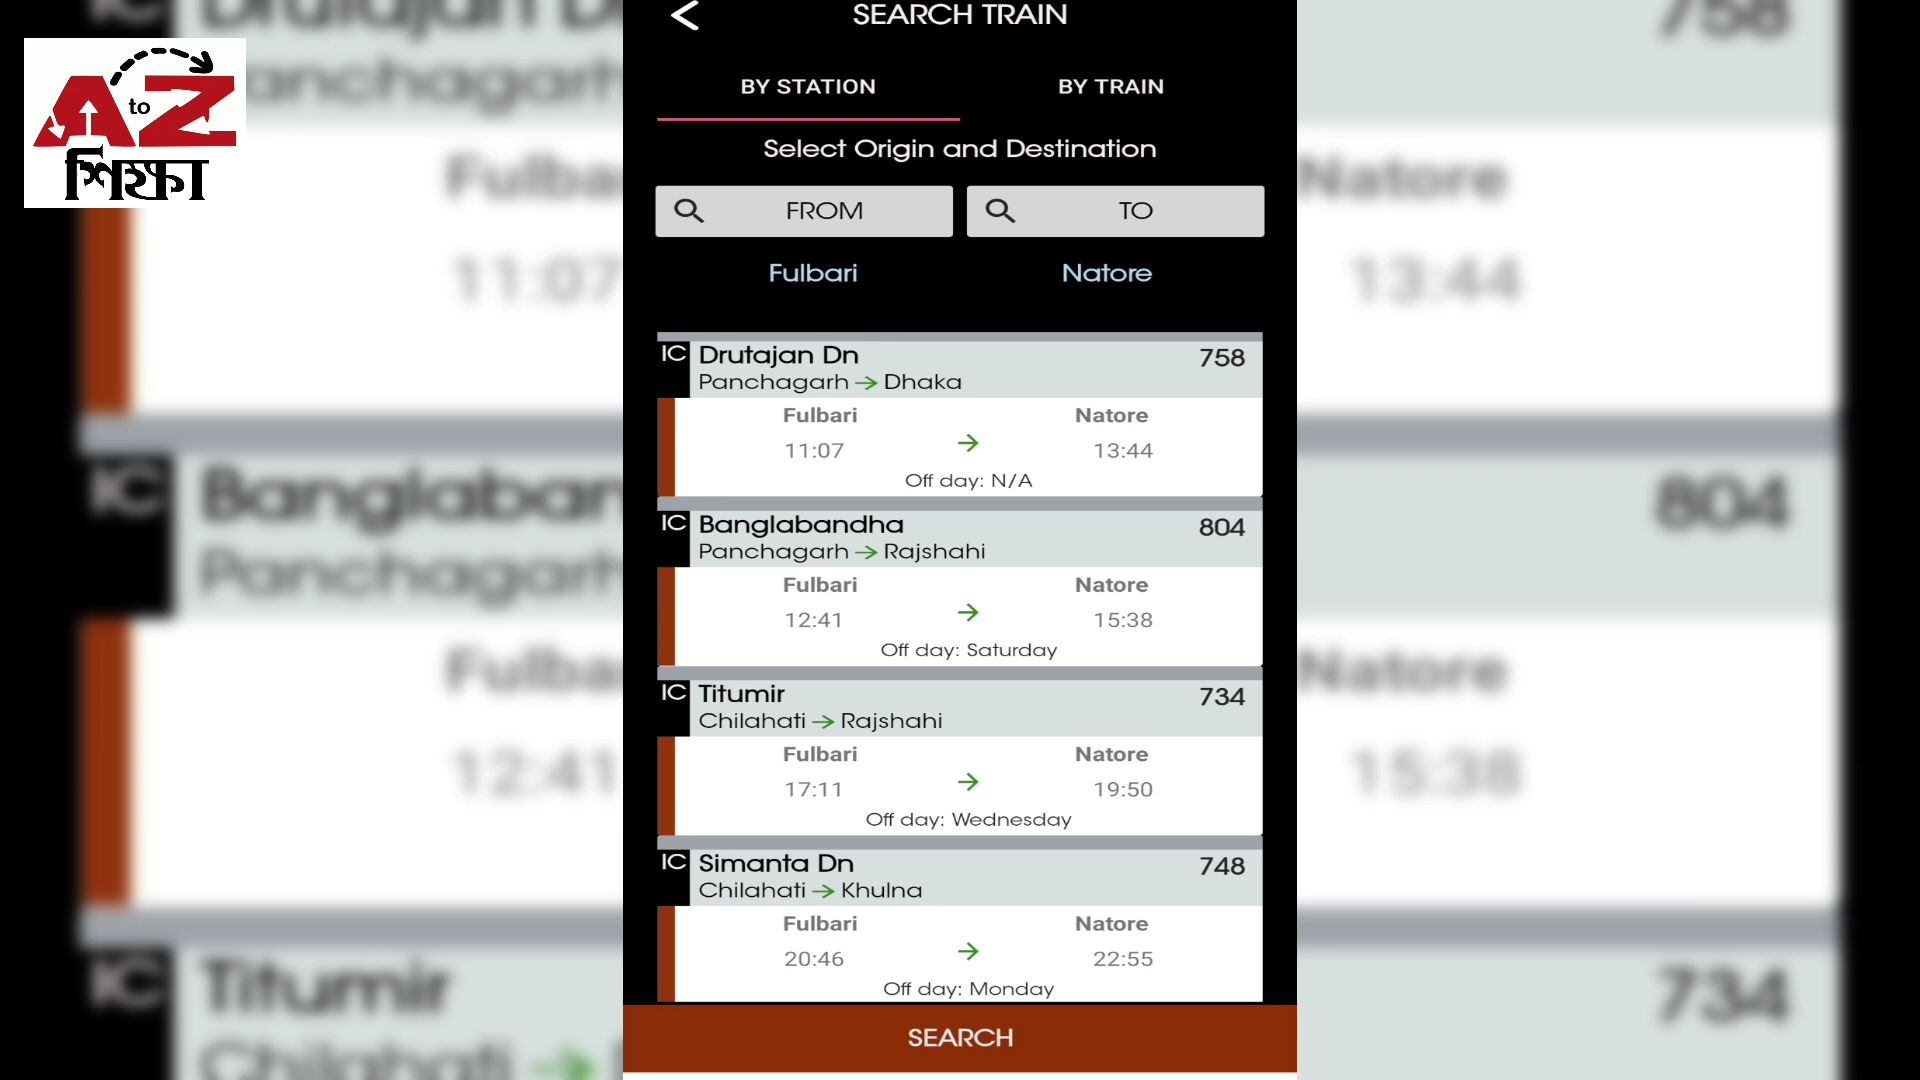 A to Z
শিক্ষা
SEARCH TRAIN
BY STATION
BY TRAIN
Select Origin and Destination
FROM
TO
Fulbari
Natore
IC Drutajan Dn 758
Panchagarh → Dhaka
Fulbari Natore
11:07 → 13:44
Off day: N/A
IC Banglabandha 804
Panchagarh → Rajshahi
Fulbari Natore
12:41 → 15:38
Off day: Saturday
IC Titumir 734
Chilahati → Rajshahi
Fulbari Natore
17:11 → 19:50
Off day: Wednesday
IC Simanta Dn 748
Chilahati → Khulna
Fulbari Natore
20:46 → 22:55
Off day: Monday
SEARCH